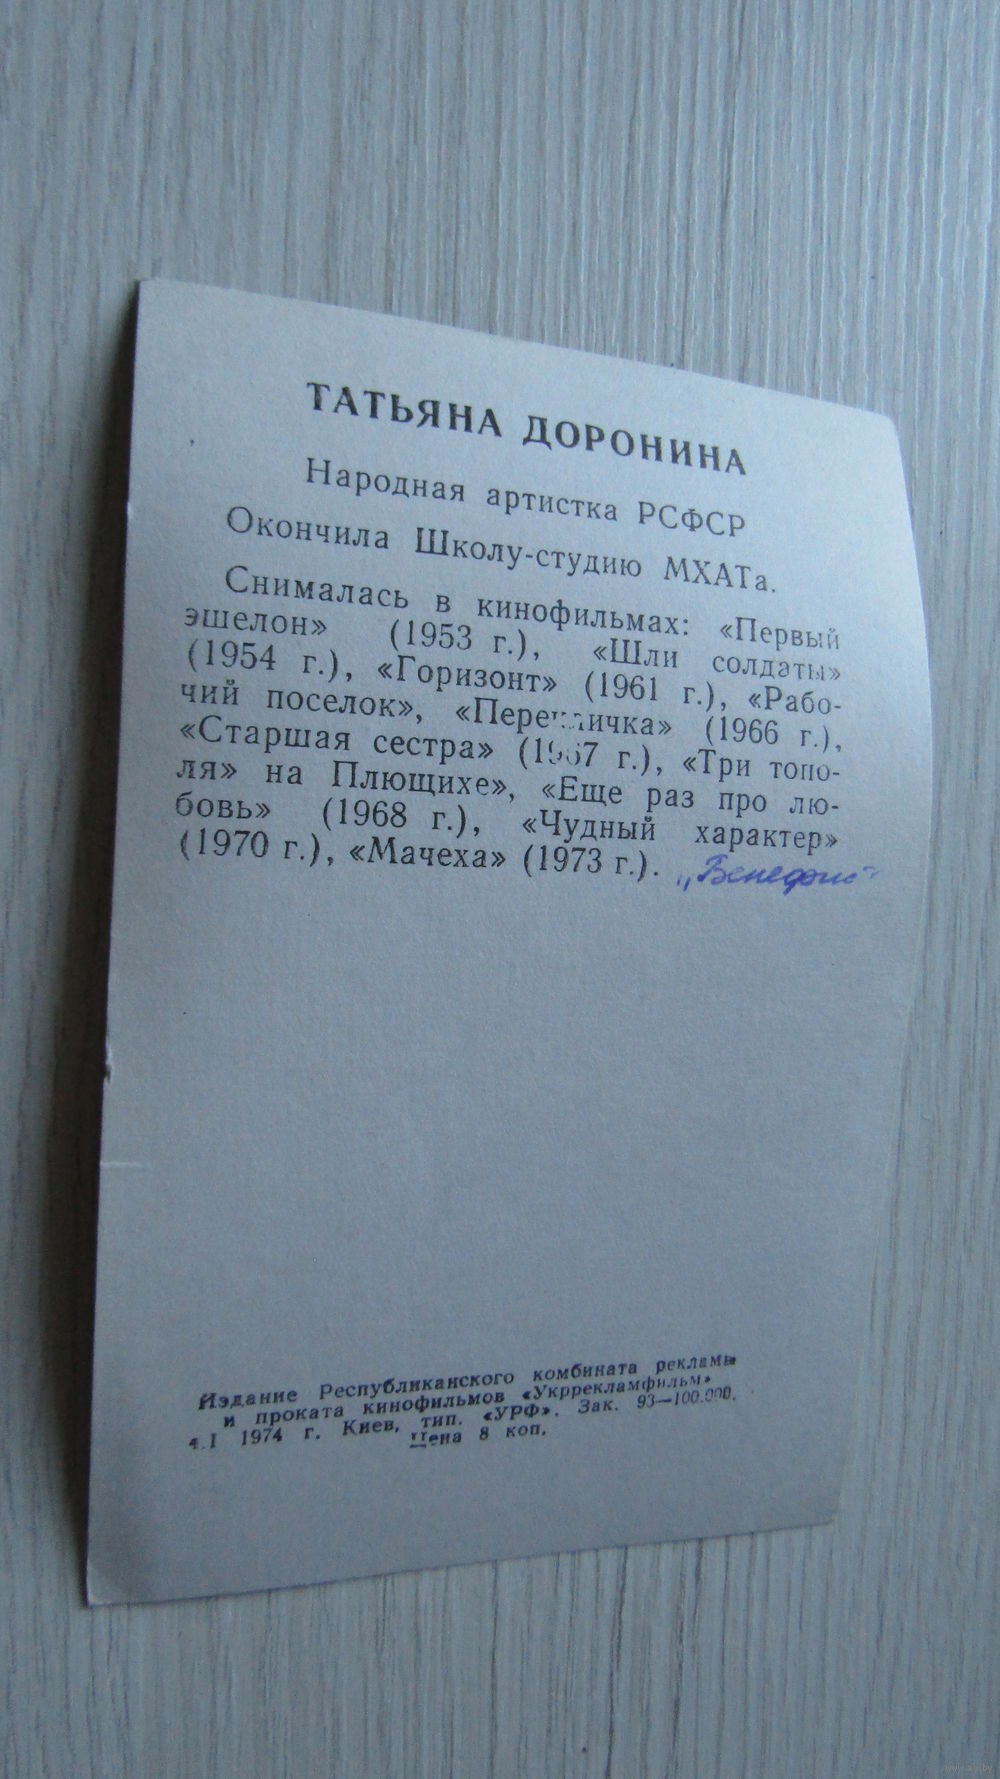 ТАТЬЯНА ДОРОНИНА
Народная артистка РСФСР
Окончила Школу-студию МХАТа.
Снималась в кинофильмах: «Первый
эшелон» (1953 г.), «Шли солдаты»
(1954 г.), «Горизонт» (1961 г.), «Рабо-
чий поселок», «Перекличка» (1966 г.),
«Старшая сестра» (1967 г.), «Три топо-
ля» на Плющихе», «Еще раз про лю-
бовь» (1968 г.), «Чудный характер»
(1970 г.), «Мачеха» (1973 г.). „Бенефис"
Издание Республиканского комбината рекламы
и проката кинофильмов «Укррекламфильм»
4.I 1974 г. Киев, тип. «УРФ». Зак. 93—100.000.
Цена 8 коп.